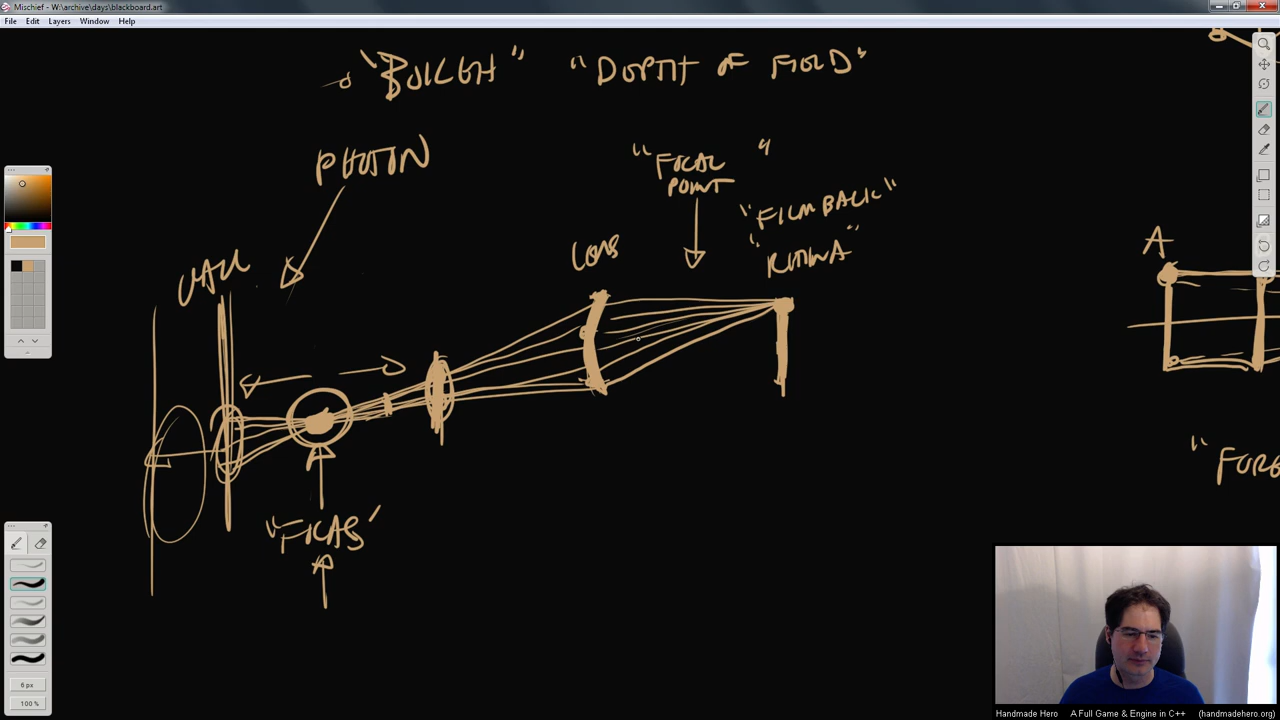 Mischief - W:\archive\days\blackboard.art
File Edit Layers Window Help
"BOKEH" "DEPTH OF FIELD"
PHOTON
"FOCAL POINT"
"FILM BACK"
"RETINA"
WALL
LENS
"FOCUS"
A
6 px
100 %
Handmade Hero A Full Game & Engine in C++ (handmadehero.org)